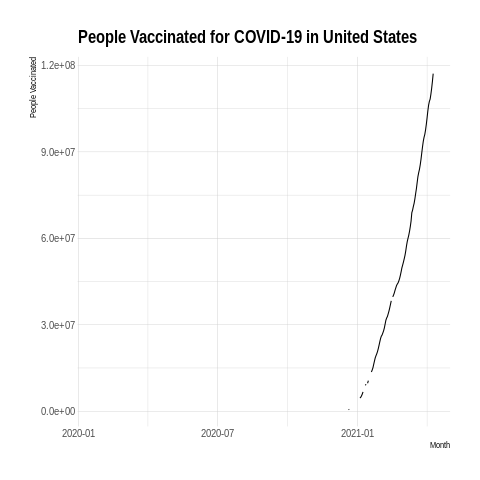 People Vaccinated for COVID-19 in United States
People Vaccinated
1.2e+08
9.0e+07
6.0e+07
3.0e+07
0.0e+00
2020-01 2020-07 2021-01
Month